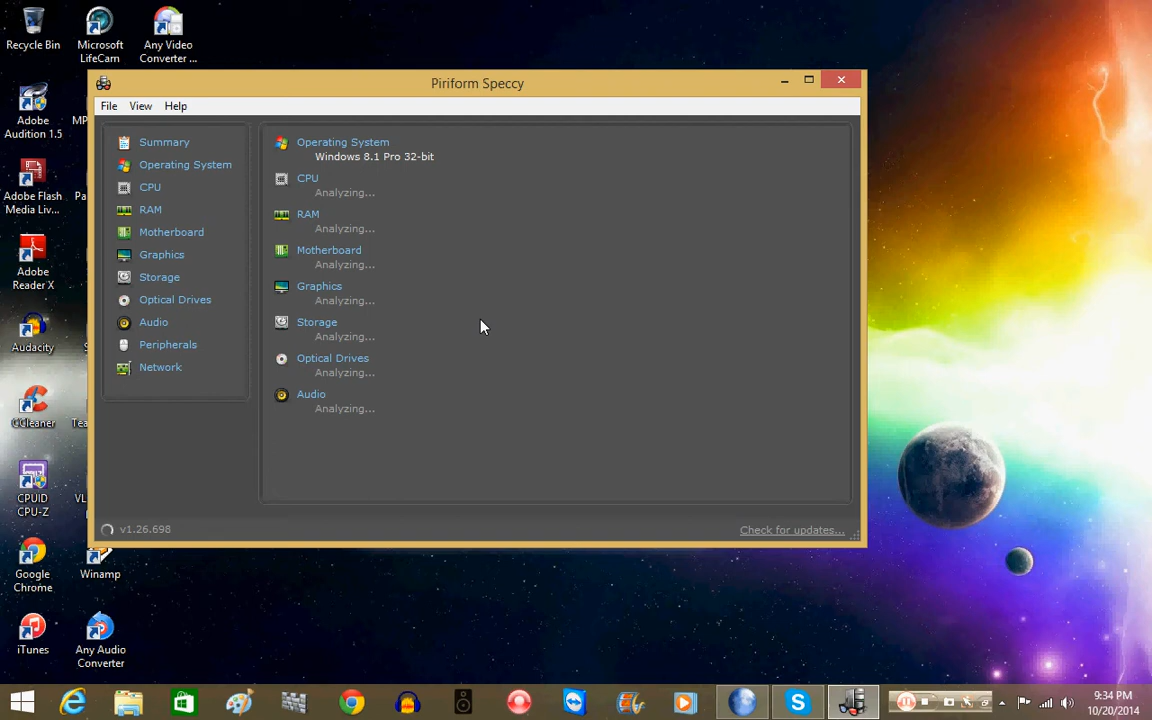 Recycle Bin
Microsoft
LifeCam
Any Video
Converter ...
Adobe
Audition 1.5
MP
Adobe Flash
Media Liv...
Pa
Adobe
Reader X
Audacity
S
CCleaner
Tea
CPUID
CPU-Z
VL
Google
Chrome
Winamp
iTunes
Any Audio
Converter
Piriform Speccy
File View Help
Summary
Operating System
CPU
RAM
Motherboard
Graphics
Storage
Optical Drives
Audio
Peripherals
Network
Operating System
Windows 8.1 Pro 32-bit
CPU
Analyzing...
RAM
Analyzing...
Motherboard
Analyzing...
Graphics
Analyzing...
Storage
Analyzing...
Optical Drives
Analyzing...
Audio
Analyzing...
v1.26.698
Check for updates...
9:34 PM
10/20/2014